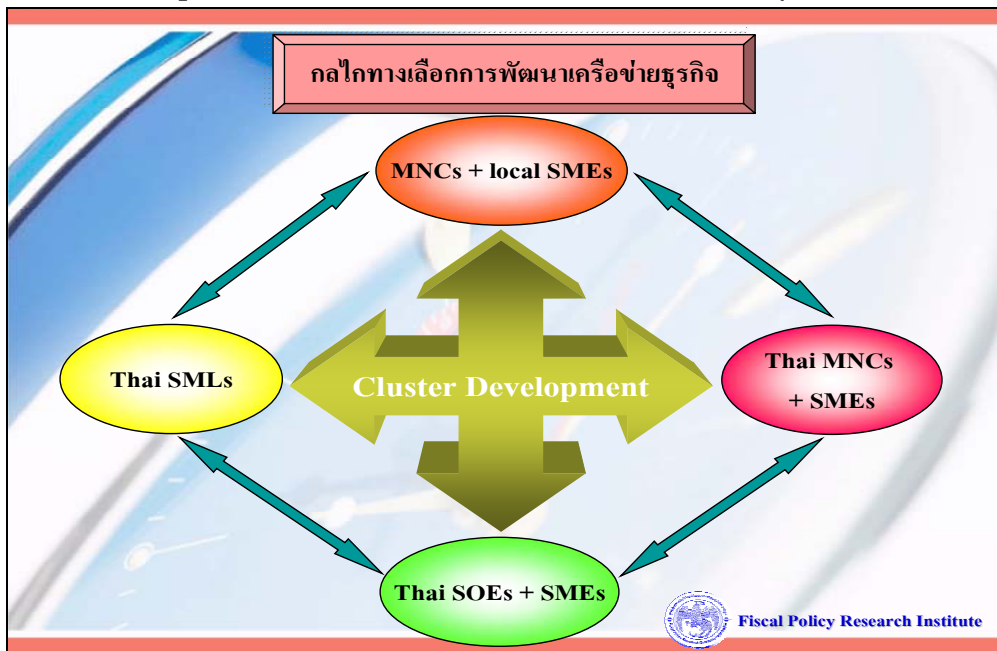 กลไกทางเลือกการพัฒนาเครือข่ายธุรกิจ
MNCs + local SMEs
Thai SMLs
Cluster Development
Thai MNCs
+ SMEs
Thai SOEs + SMEs
Fiscal Policy Research Institute